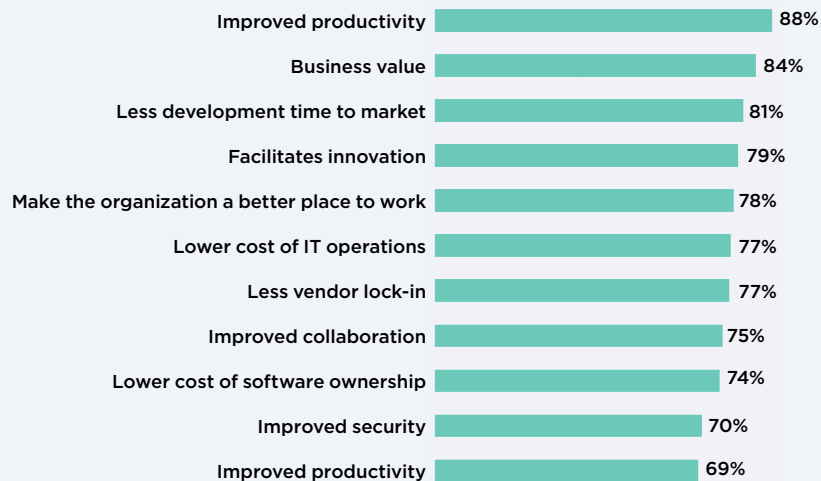 Improved productivity 88%
Business value 84%
Less development time to market 81%
Facilitates innovation 79%
Make the organization a better place to work 78%
Lower cost of IT operations 77%
Less vendor lock-in 77%
Improved collaboration 75%
Lower cost of software ownership 74%
Improved security 70%
Improved productivity 69%